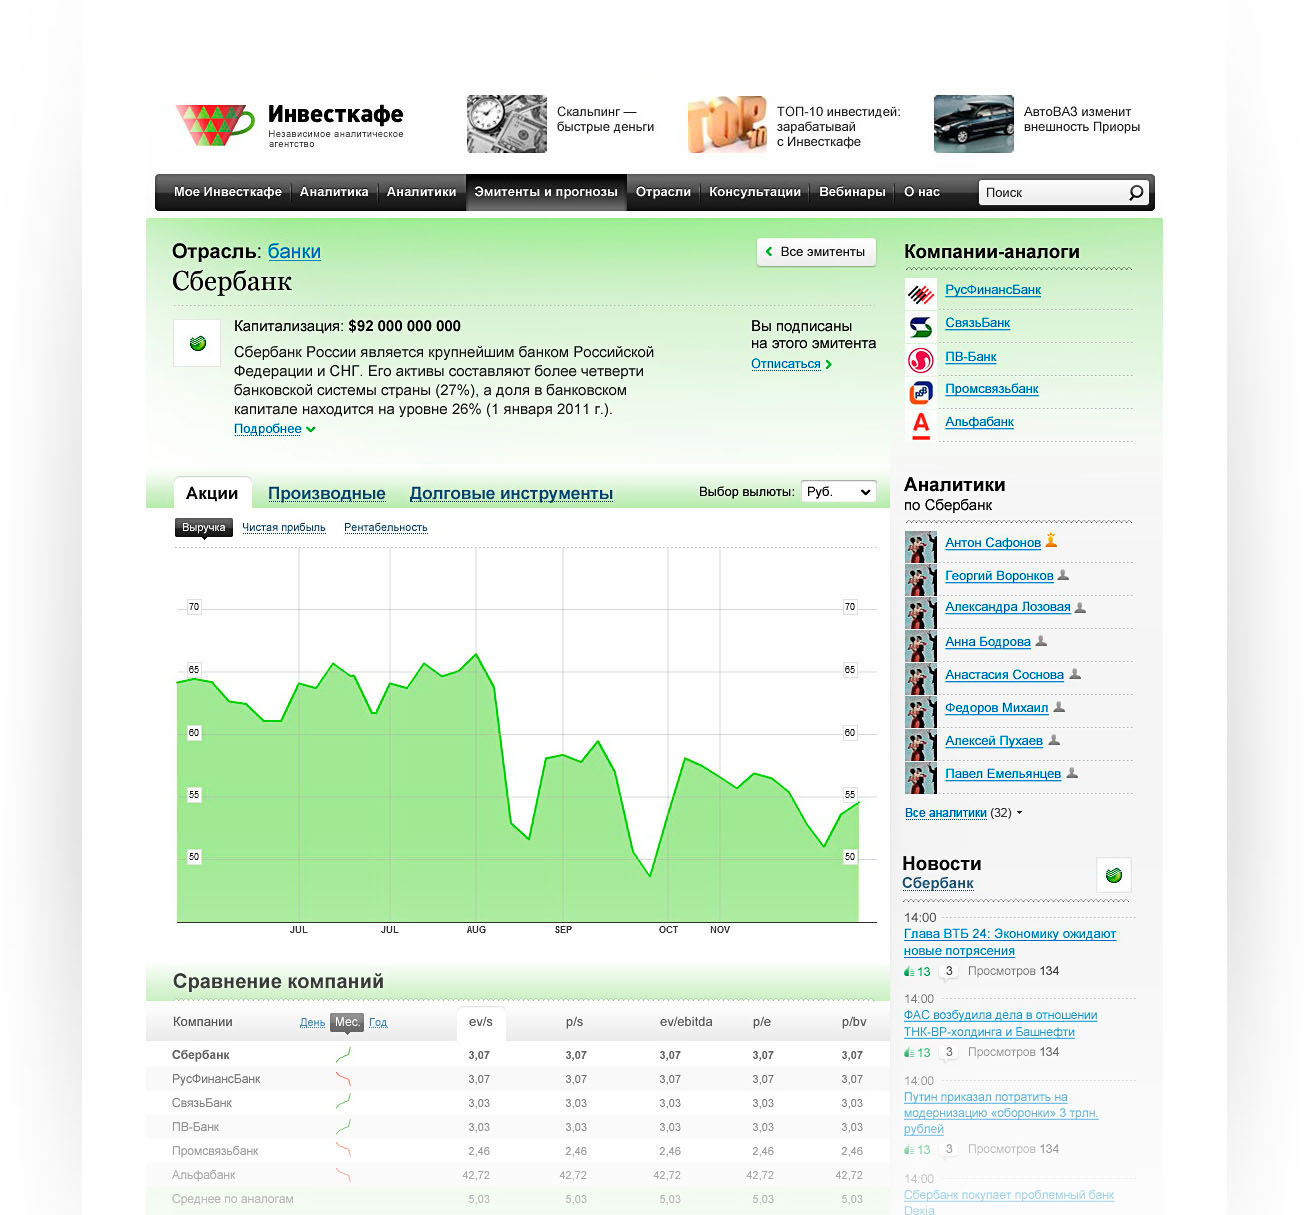 Инвесткафе
Независимое аналитическое
агентство
Скальпинг —
быстрые деньги
TOP
10
ТОП-10 инвестидей:
зарабатывай
с Инвесткафе
АвтоВАЗ изменит
внешность Приоры
Мое Инвесткафе Аналитика Аналитики Эмитенты и прогнозы Отрасли Консультации Вебинары О нас Поиск
Отрасль: банки
Сбербанк
Все эмитенты
Капитализация: $92 000 000 000
Сбербанк России является крупнейшим банком Российской
Федерации и СНГ. Его активы составляют более четверти
банковской системы страны (27%), а доля в банковском
капитале находится на уровне 26% (1 января 2011 г.).
Подробнее
Вы подписаны
на этого эмитента
Отписаться
Компании-аналоги
РусФинансБанк
СвязьБанк
ПВ-Банк
Промсвязьбанк
А
Альфабанк
Акции Производные Долговые инструменты
Выбор вылюты: Руб.
Выручка Чистая прибыль Рентабельность
70 70
65 65
60 60
55 55
50 50
JUL JUL AUG SEP OCT NOV
Аналитики
по Сбербанк
Антон Сафонов
Георгий Воронков
Александра Лозовая
Анна Бодрова
Анастасия Соснова
Федоров Михаил
Алексей Пухаев
Павел Емельянцев
Все аналитики (32)
Новости
Сбербанк
14:00
Глава ВТБ 24: Экономику ожидают
новые потрясения
13 3 Просмотров 134
14:00
ФАС возбудила дела в отношении
ТНК-BP-холдинга и Башнефти
13 3 Просмотров 134
14:00
Путин приказал потратить на
модернизацию «оборонки» 3 трлн.
рублей
13 3 Просмотров 134
14:00
Сбербанк покупает проблемный банк
Dexia
Сравнение компаний
Компании День Мес. Год ev/s p/s ev/ebitda p/e p/bv
Сбербанк 3,07 3,07 3,07 3,07 3,07
РусФинансБанк 3,07 3,07 3,07 3,07 3,07
СвязьБанк 3,03 3,03 3,03 3,03 3,03
ПВ-Банк 3,03 3,03 3,03 3,03 3,03
Промсвязьбанк 2,46 2,46 2,46 2,46 2,46
Альфабанк 42,72 42,72 42,72 42,72 42,72
Среднее по аналогам 5,03 5,03 5,03 5,03 5,03